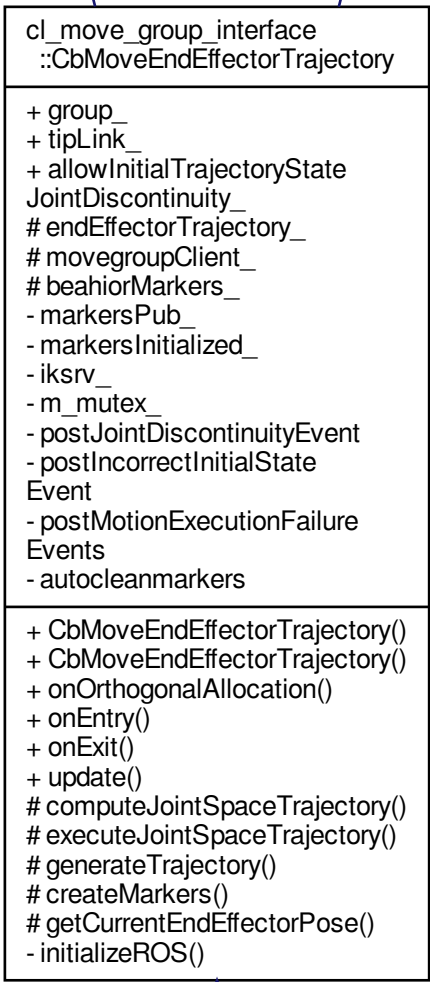 cl_move_group_interface
::CbMoveEndEffectorTrajectory
+ group_
+ tipLink_
+ allowInitialTrajectoryState
JointDiscontinuity_
# endEffectorTrajectory_
# movegroupClient_
# beahiorMarkers_
- markersPub_
- markersInitialized_
- iksrv_
- m_mutex_
- postJointDiscontinuityEvent
- postIncorrectInitialState
Event
- postMotionExecutionFailure
Events
- autocleanmarkers
+ CbMoveEndEffectorTrajectory()
+ CbMoveEndEffectorTrajectory()
+ onOrthogonalAllocation()
+ onEntry()
+ onExit()
+ update()
# computeJointSpaceTrajectory()
# executeJointSpaceTrajectory()
# generateTrajectory()
# createMarkers()
# getCurrentEndEffectorPose()
- initializeROS()